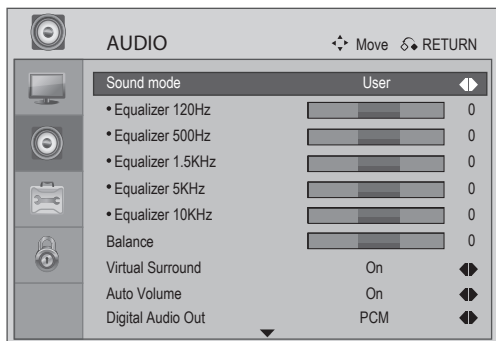 AUDIO Move RETURN
Sound mode User
• Equalizer 120Hz 0
• Equalizer 500Hz 0
• Equalizer 1.5KHz 0
• Equalizer 5KHz 0
• Equalizer 10KHz 0
Balance 0
Virtual Surround On
Auto Volume On
Digital Audio Out PCM